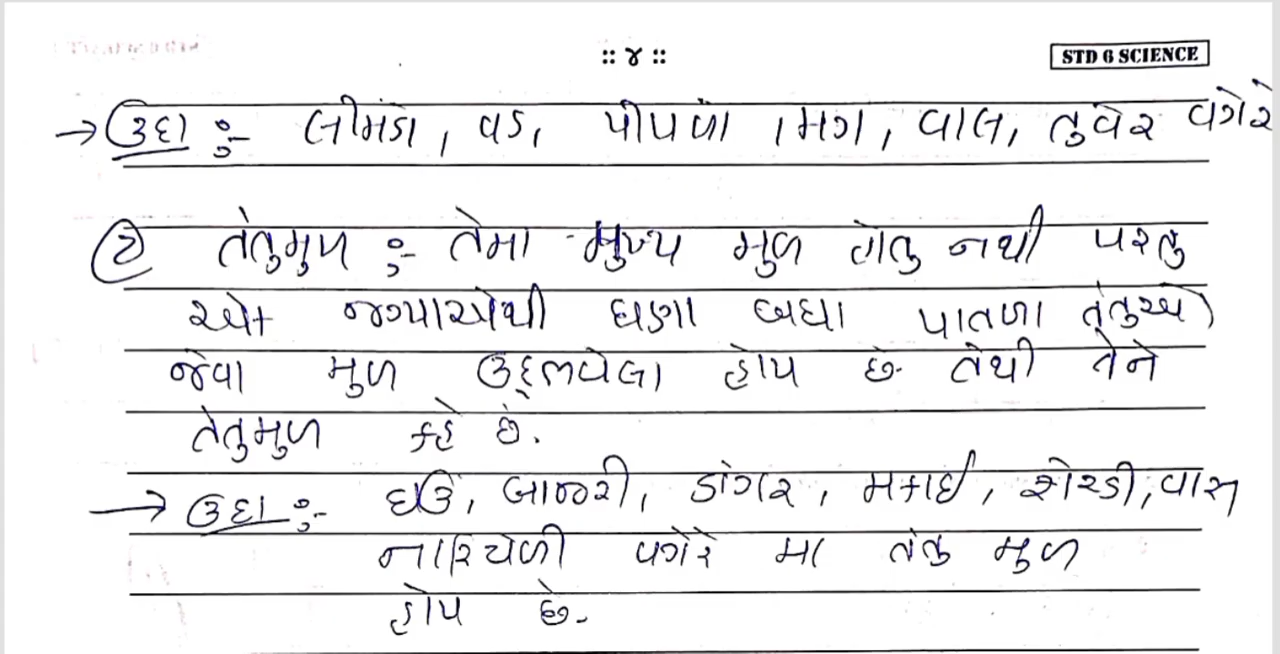 :: ૪ ::
STD 6 SCIENCE
→ ઉદા :- લીમડો, વડ, પીપળો, મગ, વાલ, તુવેર વગેરે
૨ તંતુમુળ :- તેમા મુખ્ય મુળ હોતુ નથી પરંતુ
એક જગ્યાએથી ઘણા બધા પાતળા તંતુઓ
જેવા મુળ ઉદ્દભવેલા હોય છે. તેથી તેને
તંતુમુળ કહે છે.
→ ઉદા :- ઘઉં, બાજરી, ડાંગર, મકાઈ, શેરડી, વાસ
નારિયેળી વગેરે મા તંતુ મુળ
હોય છે.